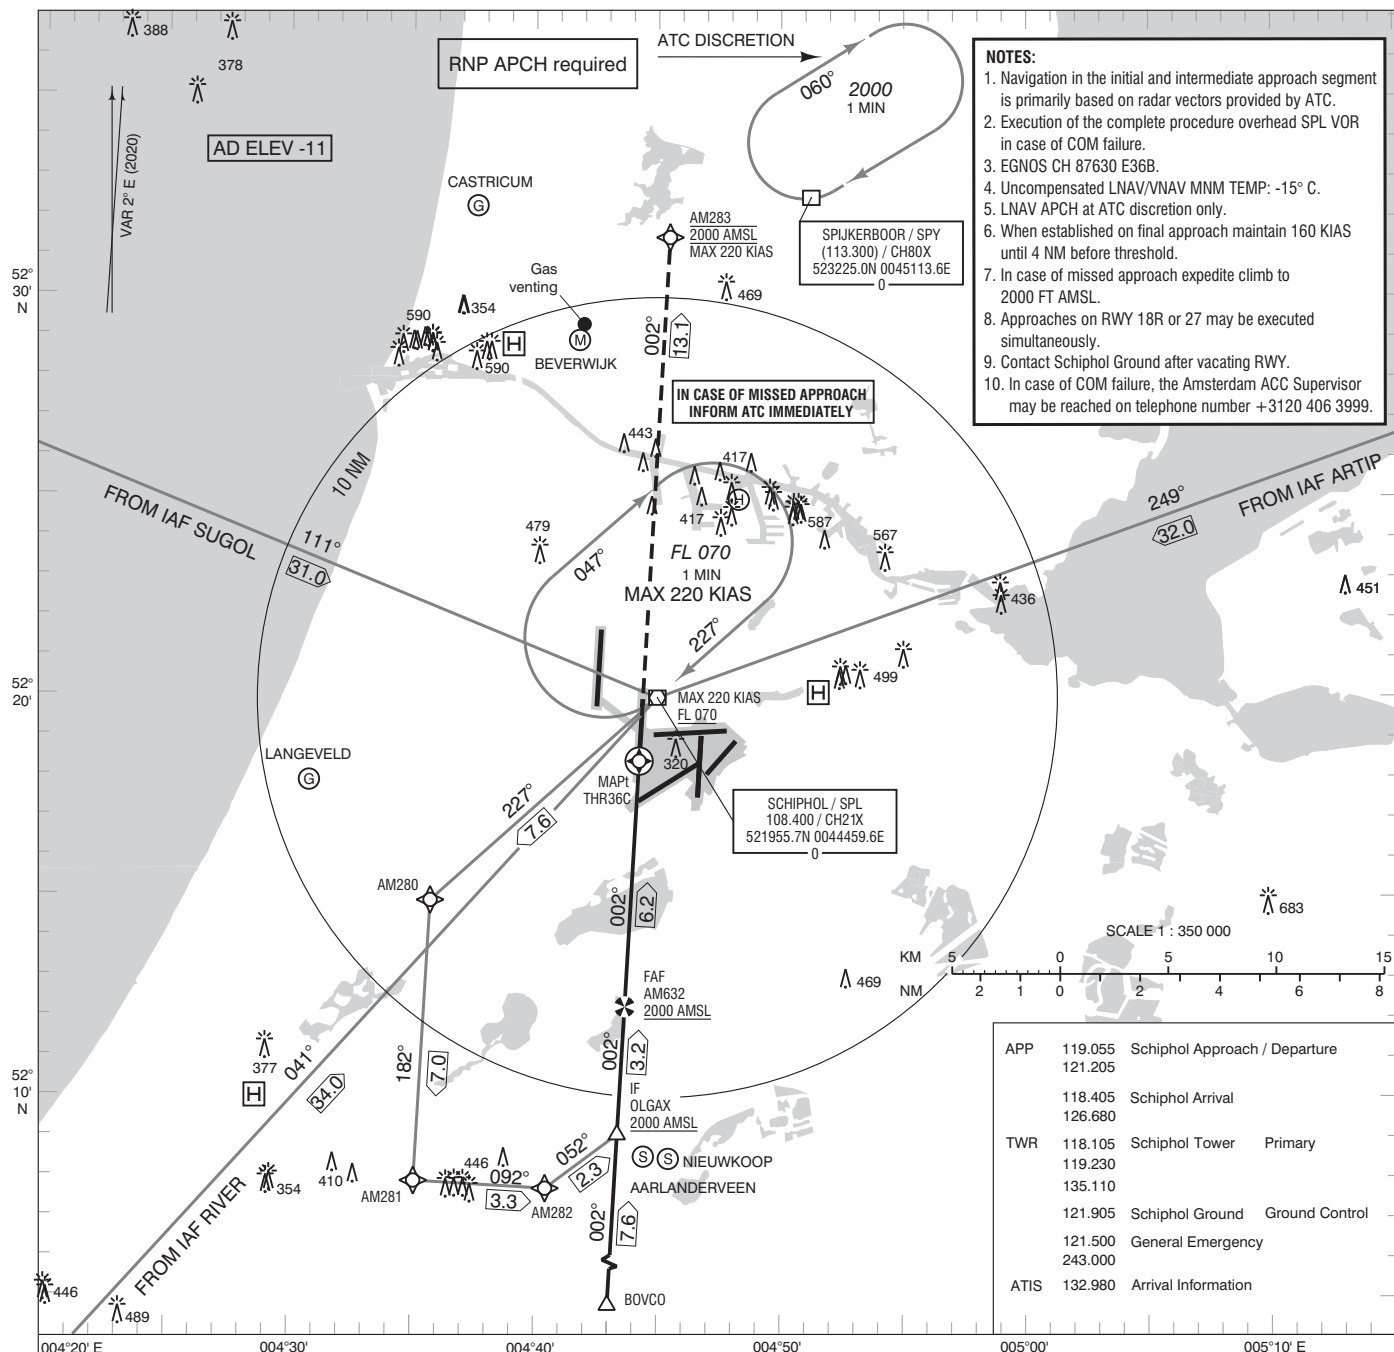 388
378
RNP APCH required
ATC DISCRETION
060°
2000
1 MIN
NOTES:
1. Navigation in the initial and intermediate approach segment
is primarily based on radar vectors provided by ATC.
2. Execution of the complete procedure overhead SPL VOR
in case of COM failure.
3. EGNOS CH 87630 E36B.
4. Uncompensated LNAV/VNAV MNM TEMP: -15° C.
5. LNAV APCH at ATC discretion only.
6. When established on final approach maintain 160 KIAS
until 4 NM before threshold.
7. In case of missed approach expedite climb to
2000 FT AMSL.
8. Approaches on RWY 18R or 27 may be executed
simultaneously.
9. Contact Schiphol Ground after vacating RWY.
10. In case of COM failure, the Amsterdam ACC Supervisor
may be reached on telephone number +3120 406 3999.
VAR 2° E (2020)
AD ELEV -11
CASTRICUM
G
AM283
2000 AMSL
MAX 220 KIAS
SPIJKERBOOR / SPY
(113.300) / CH80X
523225.0N 0045113.6E
0
52°
30'
N
Gas
venting
469
354
590
H
590
M
BEVERWIJK
002°
13.1
IN CASE OF MISSED APPROACH
INFORM ATC IMMEDIATELY
10 NM
443
417
H
417
587
567
479
436
451
FROM IAF SUGOL
111°
31.0
249°
32.0
FROM IAF ARTIP
047°
FL 070
1 MIN
MAX 220 KIAS
227°
499
H
52°
20'
MAX 220 KIAS
FL 070
320
LANGEVELD
G
MAPt
THR36C
SCHIPHOL / SPL
108.400 / CH21X
521955.7N 0044459.6E
0
227°
7.6
AM280
002°
6.2
683
SCALE 1 : 350 000
KM 5 0 5 10 15
NM 2 1 0 2 4 6 8
469
FAF
AM632
2000 AMSL
377
H
52°
10'
N
041°
34.0
182°
7.0
002°
3.2
IF
OLGAX
2000 AMSL
APP 119.055 Schiphol Approach / Departure
121.205
118.405 Schiphol Arrival
126.680
TWR 118.105 Schiphol Tower Primary
119.230
135.110
121.905 Schiphol Ground Ground Control
121.500 General Emergency
243.000
ATIS 132.980 Arrival Information
354
410
446
092°
3.3
052°
2.3
S S NIEUWKOOP
AARLANDERVEEN
AM281
AM282
FROM IAF RIVER
002°
7.6
BOVCO
446
489
004°20' E
004°30'
004°40'
004°50'
005°00'
005°10' E